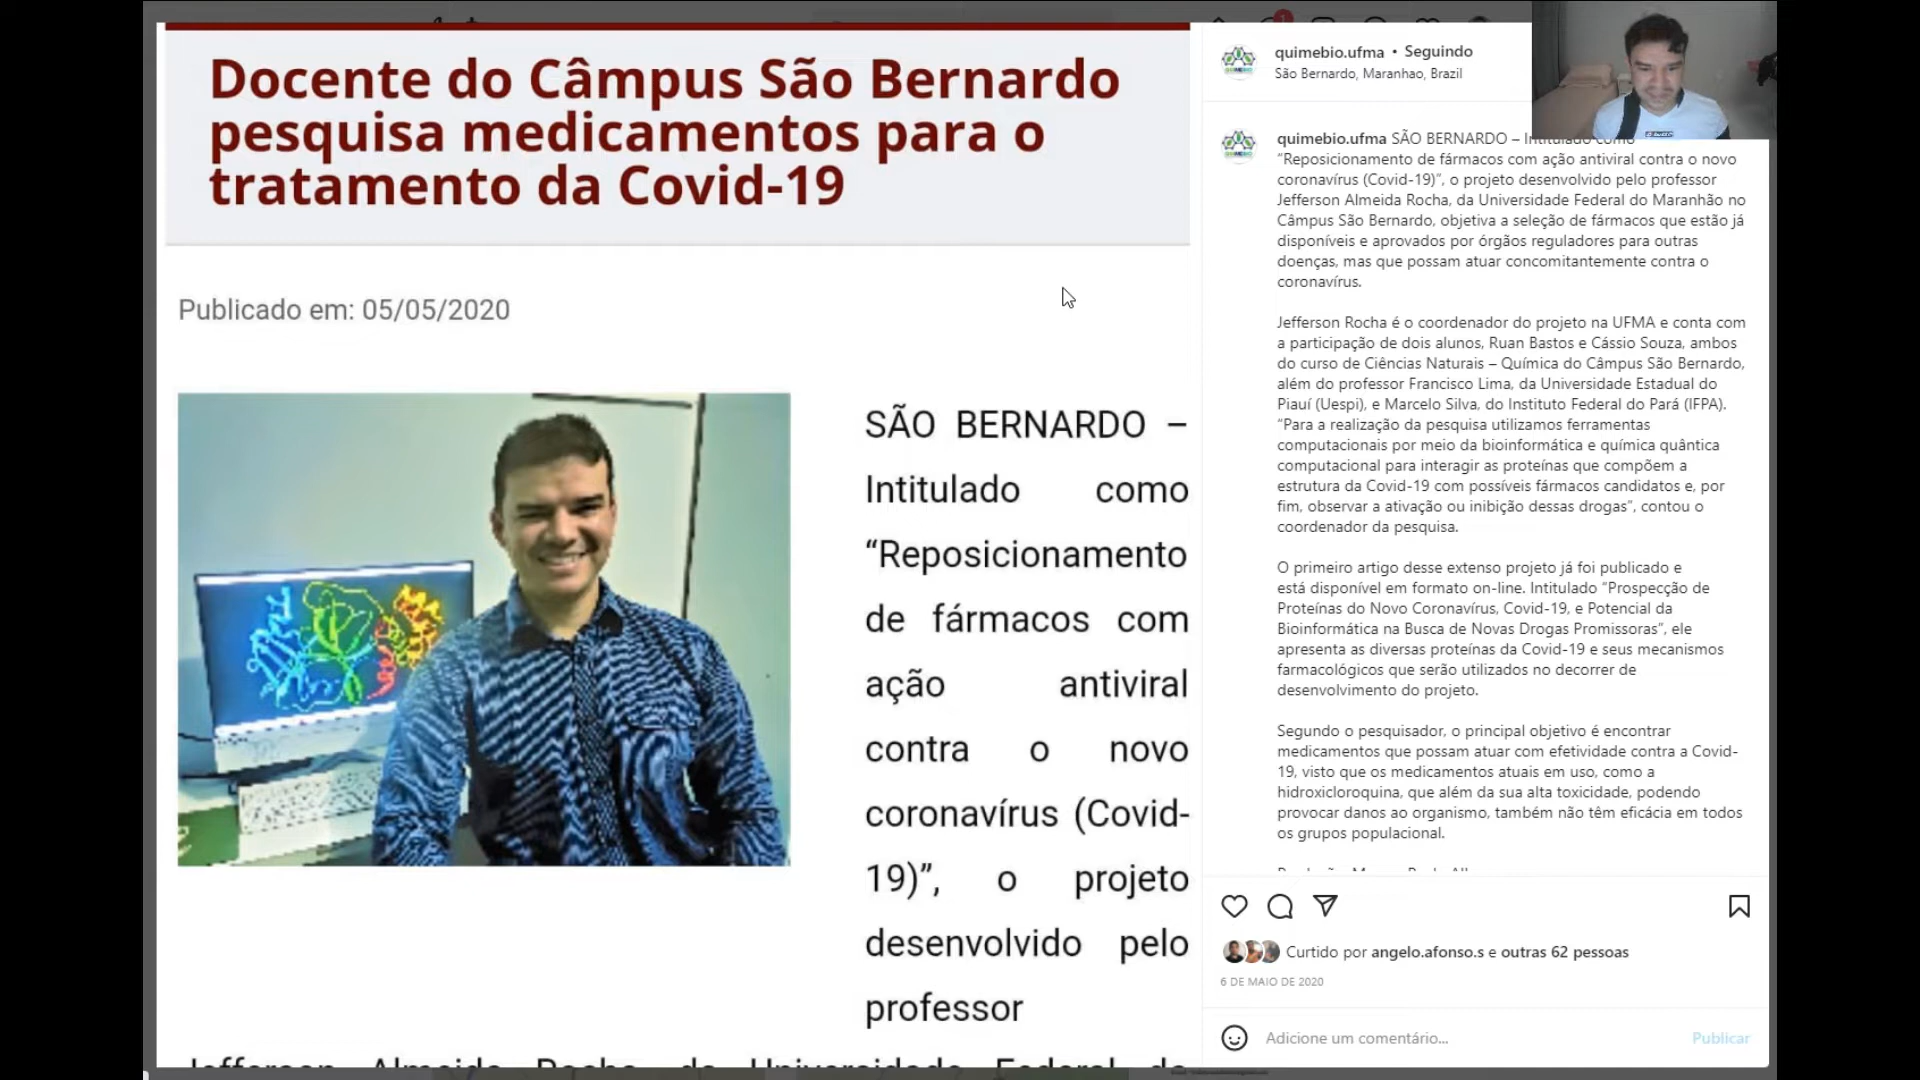 Docente do Câmpus São Bernardo
pesquisa medicamentos para o
tratamento da Covid-19
Publicado em: 05/05/2020
SÃO BERNARDO –
Intitulado como
“Reposicionamento
de fármacos com
ação antiviral
contra o novo
coronavírus (Covid-
19)”, o projeto
desenvolvido pelo
professor
Jefferson Almeida Rocha, da Universidade Federal do
quimebio.ufma • Seguindo
São Bernardo, Maranhao, Brazil
quimebio.ufma SÃO BERNARDO – Intitulado como
“Reposicionamento de fármacos com ação antiviral contra o novo
coronavírus (Covid-19)”, o projeto desenvolvido pelo professor
Jefferson Almeida Rocha, da Universidade Federal do Maranhão no
Câmpus São Bernardo, objetiva a seleção de fármacos que estão já
disponíveis e aprovados por órgãos reguladores para outras
doenças, mas que possam atuar concomitantemente contra o
coronavírus.
Jefferson Rocha é o coordenador do projeto na UFMA e conta com
a participação de dois alunos, Ruan Bastos e Cássio Souza, ambos
do curso de Ciências Naturais – Química do Câmpus São Bernardo,
além do professor Francisco Lima, da Universidade Estadual do
Piauí (Uespi), e Marcelo Silva, do Instituto Federal do Pará (IFPA).
“Para a realização da pesquisa utilizamos ferramentas
computacionais por meio da bioinformática e química quântica
computacional para interagir as proteínas que compõem a
estrutura da Covid-19 com possíveis fármacos candidatos e, por
fim, observar a ativação ou inibição dessas drogas”, contou o
coordenador da pesquisa.
O primeiro artigo desse extenso projeto já foi publicado e
está disponível em formato on-line. Intitulado “Prospecção de
Proteínas do Novo Coronavírus, Covid-19, e Potencial da
Bioinformática na Busca de Novas Drogas Promissoras”, ele
apresenta as diversas proteínas da Covid-19 e seus mecanismos
farmacológicos que serão utilizados no decorrer de
desenvolvimento do projeto.
Segundo o pesquisador, o principal objetivo é encontrar
medicamentos que possam atuar com efetividade contra a Covid-
19, visto que os medicamentos atuais em uso, como a
hidroxicloroquina, que além da sua alta toxicidade, podendo
provocar danos ao organismo, também não têm eficácia em todos
os grupos populacional.
Curtido por angelo.afonso.s e outras 62 pessoas
6 DE MAIO DE 2020
Adicione um comentário...
Publicar